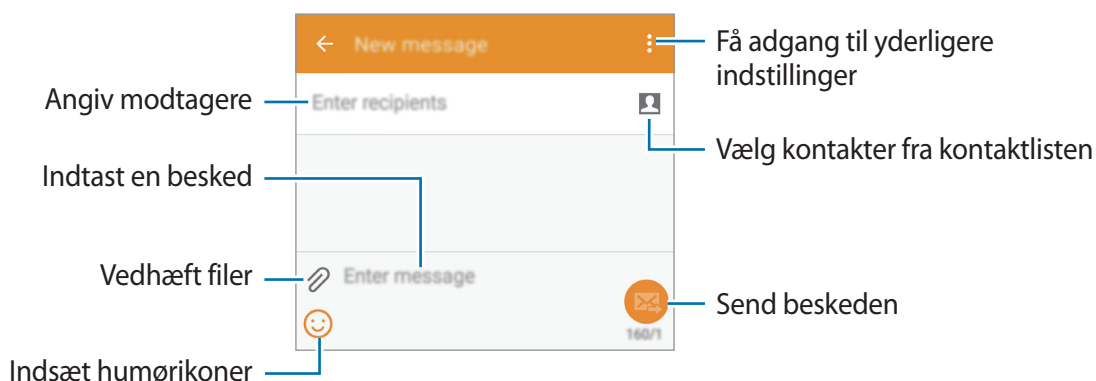 New message
Få adgang til yderligere
indstillinger
Angiv modtagere
Enter recipients
Vælg kontakter fra kontaktlisten
Indtast en besked
Vedhæft filer
Enter message
Send beskeden
160/1
Indsæt humørikoner